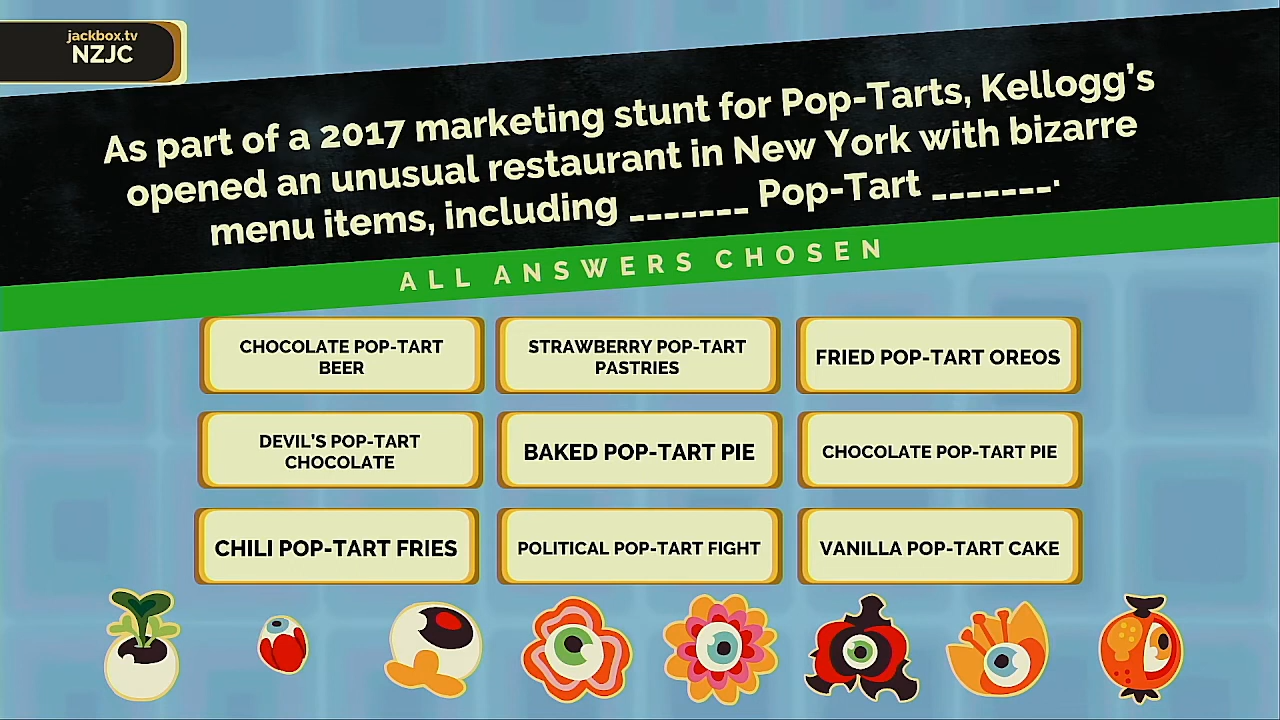 jackbox.tv
NZJC
As part of a 2017 marketing stunt for Pop-Tarts, Kellogg's
opened an unusual restaurant in New York with bizarre
menu items, including _______ Pop-Tart _______.
ALL ANSWERS CHOSEN
CHOCOLATE POP-TART
BEER
STRAWBERRY POP-TART
PASTRIES
FRIED POP-TART OREOS
DEVIL'S POP-TART
CHOCOLATE
BAKED POP-TART PIE
CHOCOLATE POP-TART PIE
CHILI POP-TART FRIES
POLITICAL POP-TART FIGHT
VANILLA POP-TART CAKE